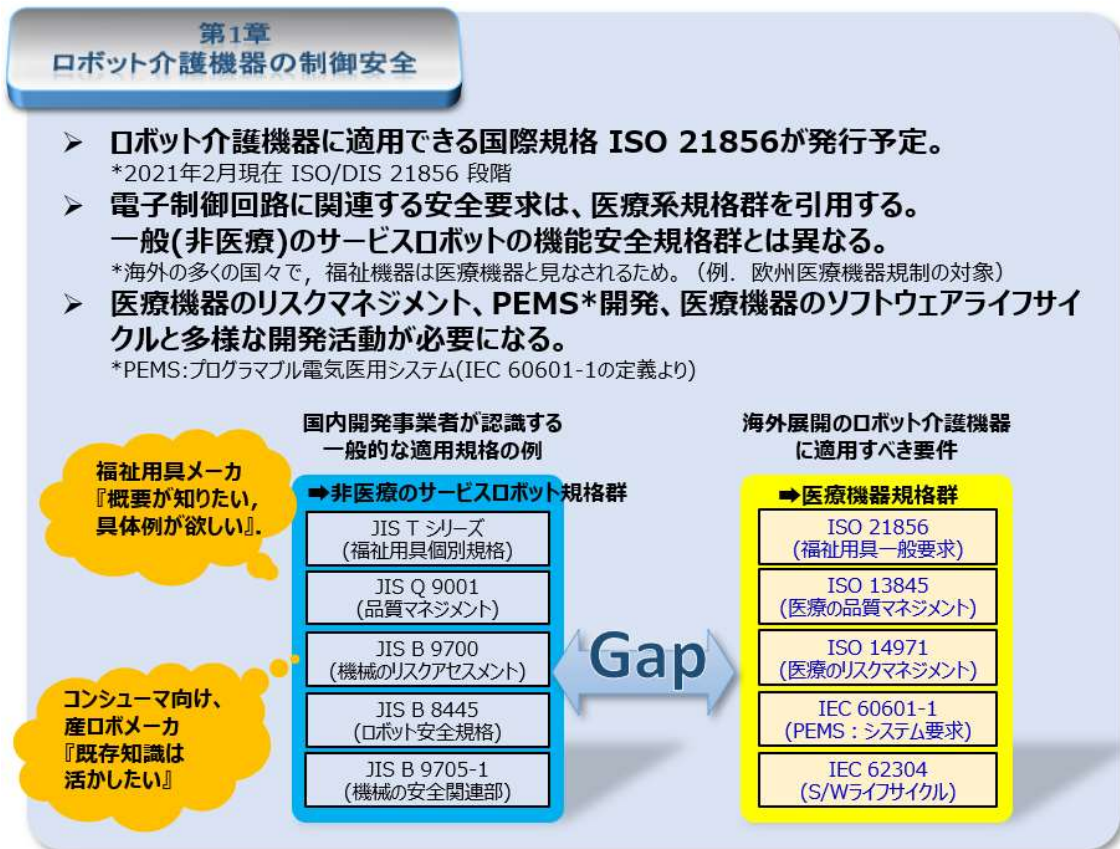 第1章
ロボット介護機器の制御安全
➢ ロボット介護機器に適用できる国際規格 ISO 21856が発行予定。
*2021年2月現在 ISO/DIS 21856 段階
➢ 電子制御回路に関連する安全要求は、医療系規格群を引用する。
一般(非医療)のサービスロボットの機能安全規格群とは異なる。
*海外の多くの国々で，福祉機器は医療機器と見なされるため。（例．欧州医療機器規制の対象）
➢ 医療機器のリスクマネジメント、PEMS*開発、医療機器のソフトウェアライフサイ
クルと多様な開発活動が必要になる。
*PEMS:プログラマブル電気医用システム(IEC 60601-1の定義より)
国内開発事業者が認識する
一般的な適用規格の例
➡非医療のサービスロボット規格群
JIS T シリーズ
(福祉用具個別規格)
JIS Q 9001
(品質マネジメント)
JIS B 9700
(機械のリスクアセスメント)
JIS B 8445
(ロボット安全規格)
JIS B 9705-1
(機械の安全関連部)
福祉用具メーカ
『概要が知りたい，
具体例が欲しい』.
コンシューマ向け、
産ロボメーカ
『既存知識は
活かしたい』
Gap
海外展開のロボット介護機器
に適用すべき要件
➡医療機器規格群
ISO 21856
(福祉用具一般要求)
ISO 13845
(医療の品質マネジメント)
ISO 14971
(医療のリスクマネジメント)
IEC 60601-1
(PEMS：システム要求)
IEC 62304
(S/Wライフサイクル)